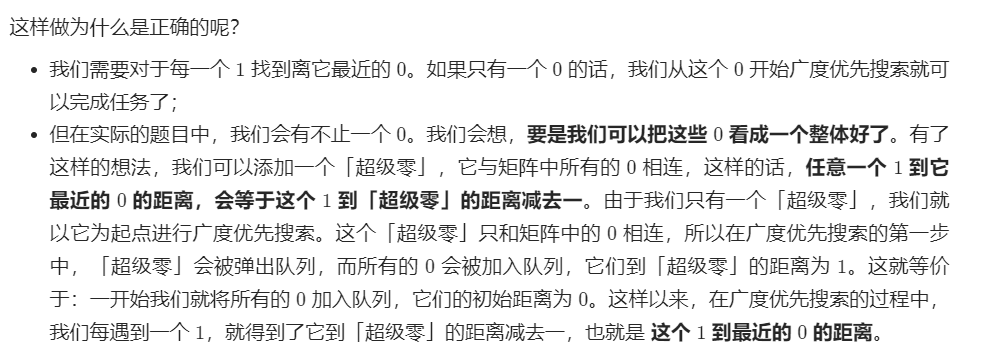 这样做为什么是正确的呢？
• 我们需要对于每一个 1 找到离它最近的 0。如果只有一个 0 的话，我们从这个 0 开始广度优先搜索就可
以完成任务了；
• 但在实际的题目中，我们会有不止一个 0。我们会想，要是我们可以把这些 0 看成一个整体好了。有了
这样的想法，我们可以添加一个「超级零」，它与矩阵中所有的 0 相连，这样的话，任意一个 1 到它
最近的 0 的距离，会等于这个 1 到「超级零」的距离减去一。由于我们只有一个「超级零」，我们就
以它为起点进行广度优先搜索。这个「超级零」只和矩阵中的 0 相连，所以在广度优先搜索的第一步
中，「超级零」会被弹出队列，而所有的 0 会被加入队列，它们到「超级零」的距离为 1。这就等价
于：一开始我们就将所有的 0 加入队列，它们的初始距离为 0。这样以来，在广度优先搜索的过程中，
我们每遇到一个 1，就得到了它到「超级零」的距离减去一，也就是 这个 1 到最近的 0 的距离。